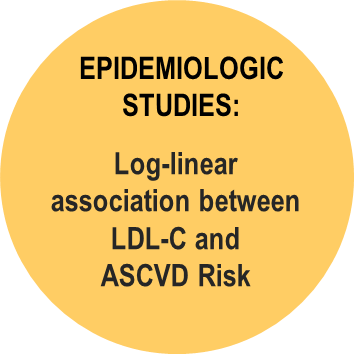 EPIDEMIOLOGIC
STUDIES:
Log-linear
association between
LDL-C and
ASCVD Risk